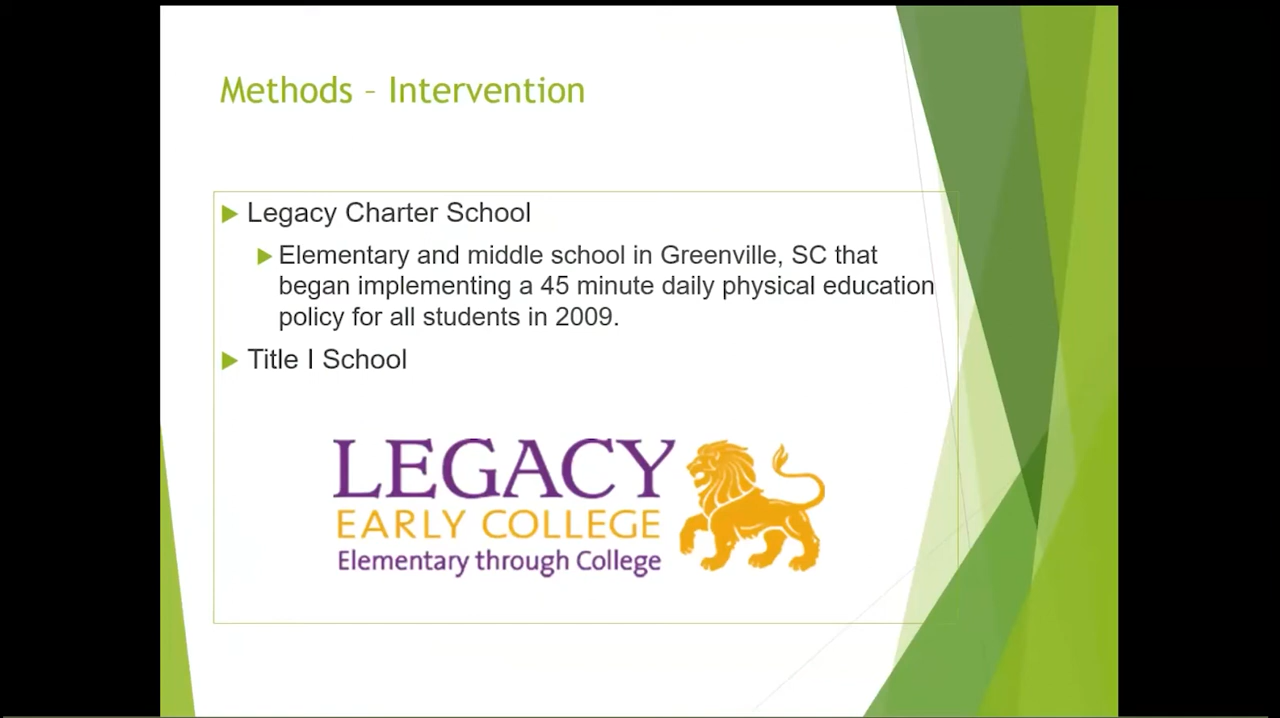 Methods – Intervention
Legacy Charter School
Elementary and middle school in Greenville, SC that
began implementing a 45 minute daily physical education
policy for all students in 2009.
Title I School
LEGACY
EARLY COLLEGE
Elementary through College